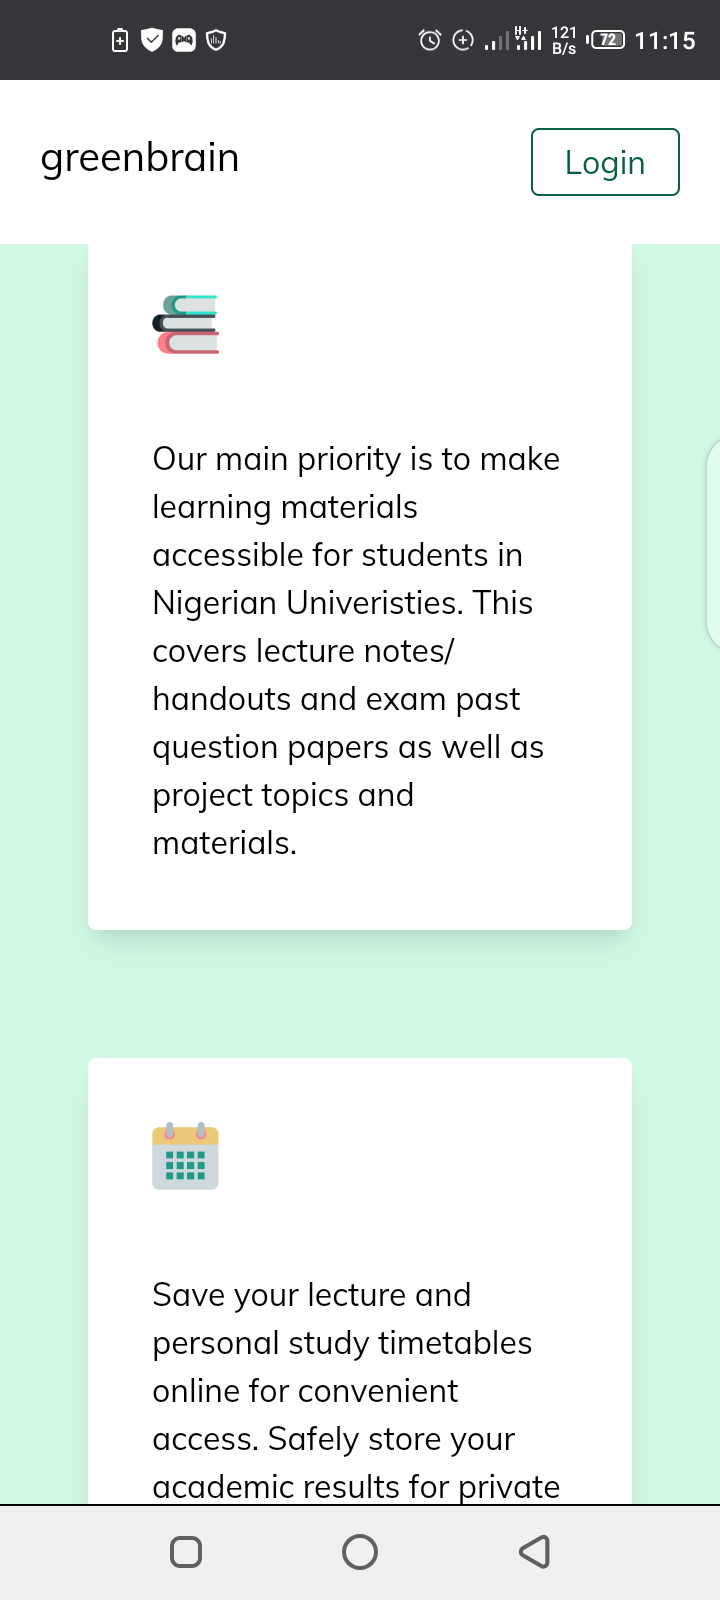 H+
121
B/s
72
11:15
greenbrain
Login
Our main priority is to make
learning materials
accessible for students in
Nigerian Univeristies. This
covers lecture notes/
handouts and exam past
question papers as well as
project topics and
materials.
Save your lecture and
personal study timetables
online for convenient
access. Safely store your
academic results for private